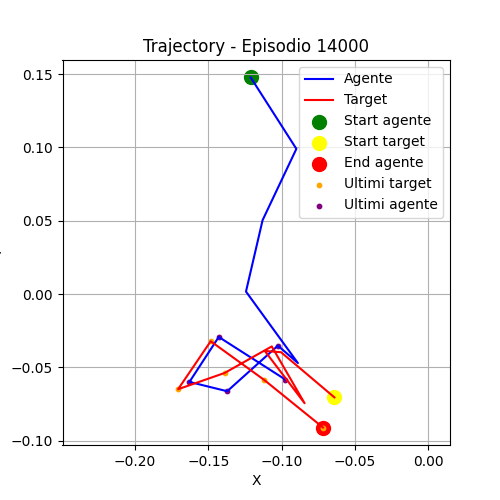 Trajectory - Episodio 14000
Agente
Target
Start agente
Start target
End agente
Ultimi target
Ultimi agente
0.15
0.10
0.05
0.00
−0.05
−0.10
−0.20
−0.15
−0.10
−0.05
0.00
X